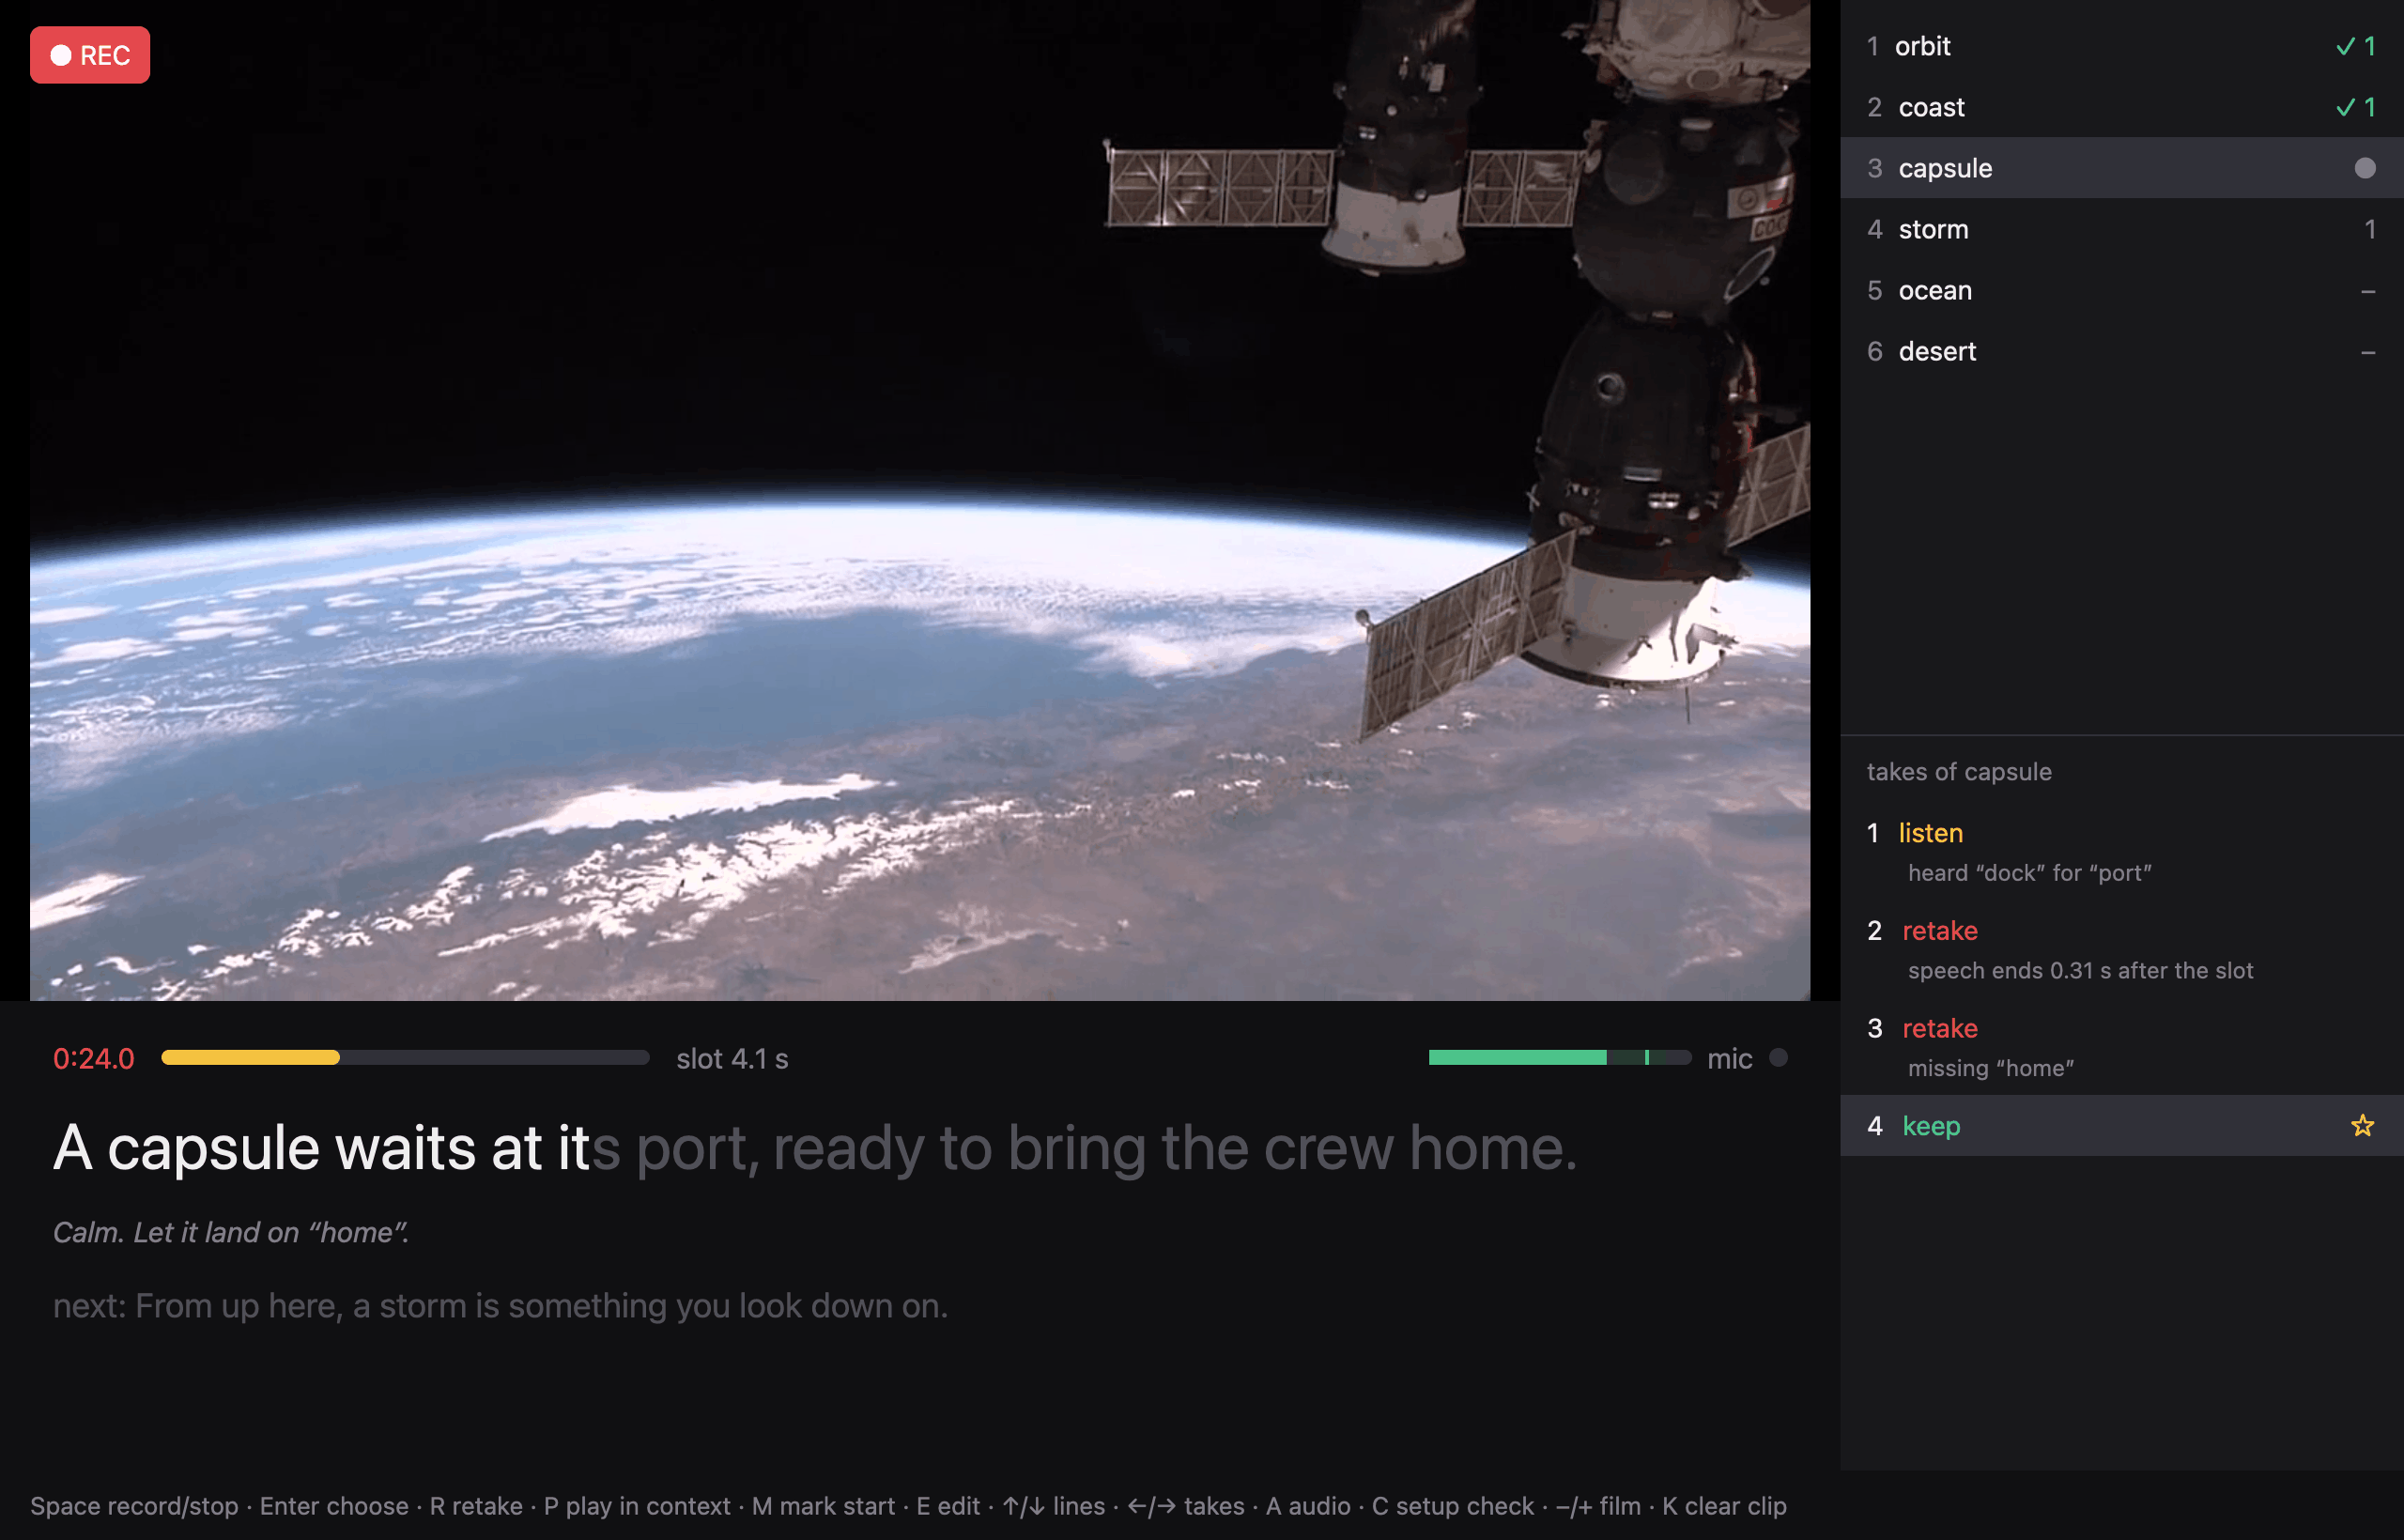 REC
1 orbit ✓ 1
2 coast ✓ 1
3 capsule
4 storm 1
5 ocean –
6 desert –
takes of capsule
1 listen
heard “dock” for “port”
2 retake
speech ends 0.31 s after the slot
3 retake
missing “home”
4 keep
0:24.0 slot 4.1 s mic
A capsule waits at its port, ready to bring the crew home.
Calm. Let it land on “home”.
next: From up here, a storm is something you look down on.
Space record/stop · Enter choose · R retake · P play in context · M mark start · E edit · ↑/↓ lines · ←/→ takes · A audio · C setup check · −/+ film · K clear clip